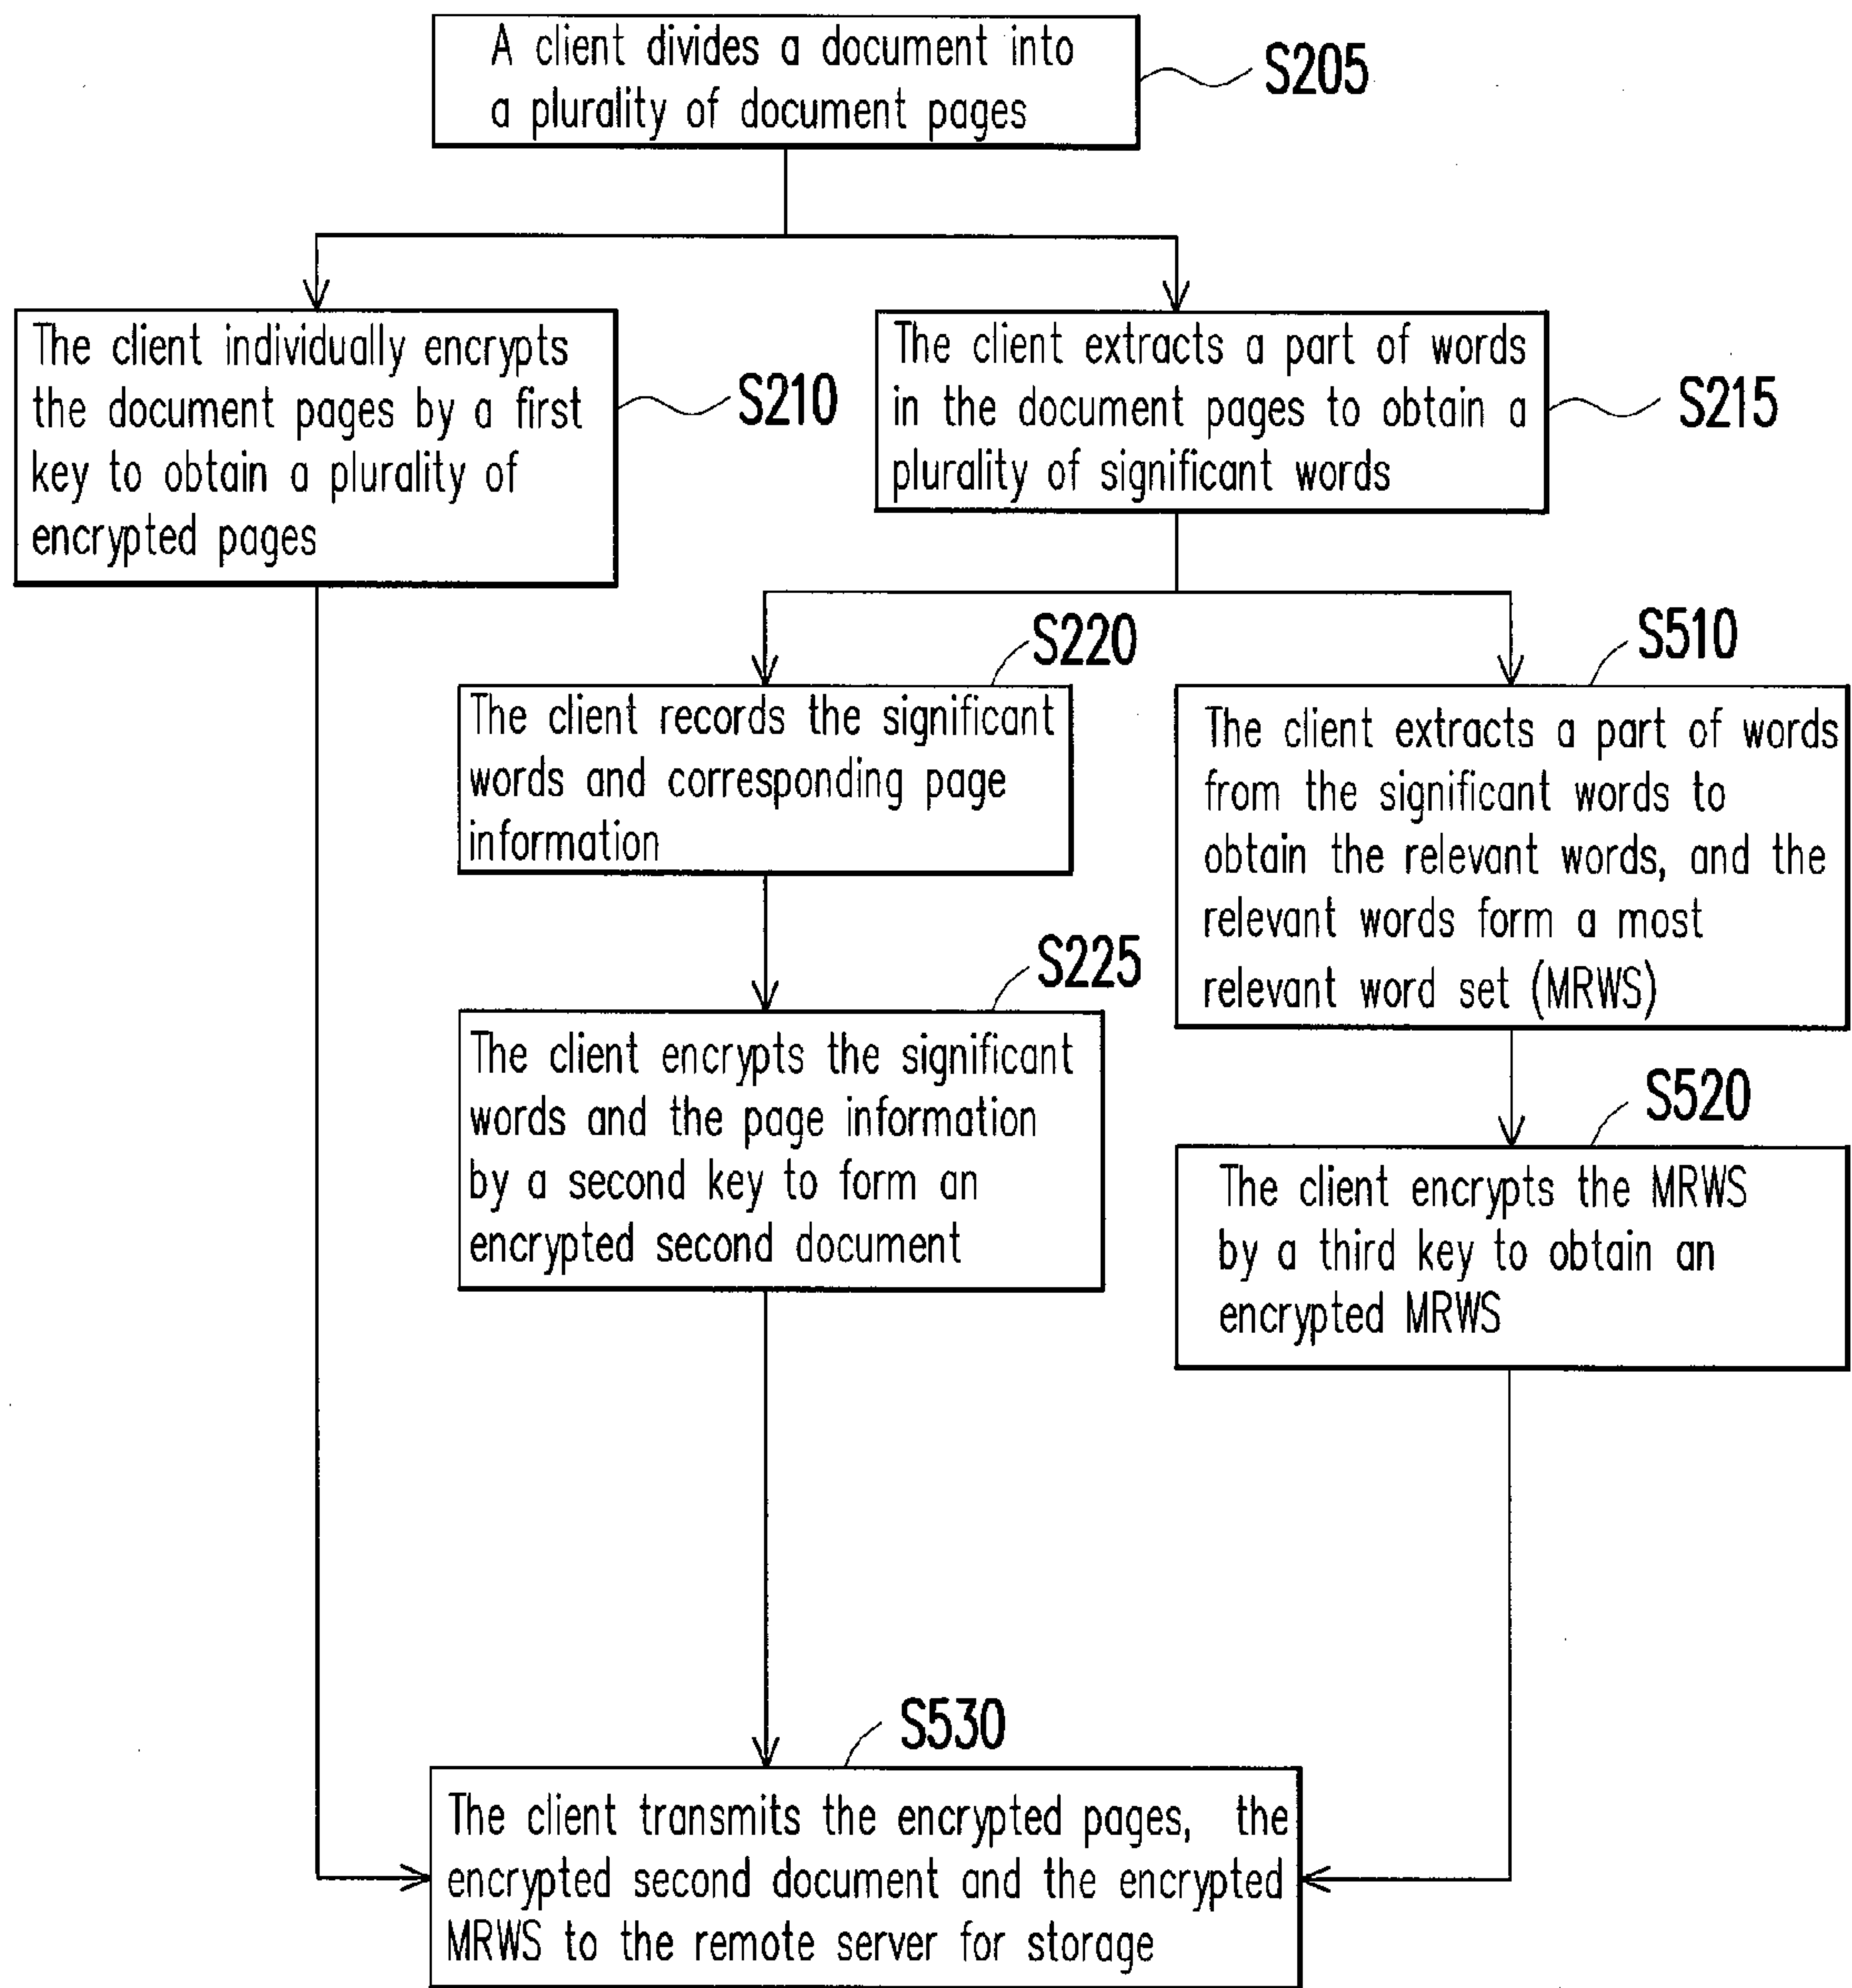 A client divides a document into
a plurality of document pages
S205
The client individually encrypts
the document pages by a first
key to obtain a plurality of
encrypted pages
S210
The client extracts a part of words
in the document pages to obtain a
plurality of significant words
S215
S220
The client records the significant
words and corresponding page
information
S510
The client extracts a part of words
from the significant words to
obtain the relevant words, and the
relevant words form a most
relevant word set (MRWS)
S225
The client encrypts the significant
words and the page information
by a second key to form an
encrypted second document
S520
The client encrypts the MRWS
by a third key to obtain an
encrypted MRWS
S530
The client transmits the encrypted pages, the
encrypted second document and the encrypted
MRWS to the remote server for storage